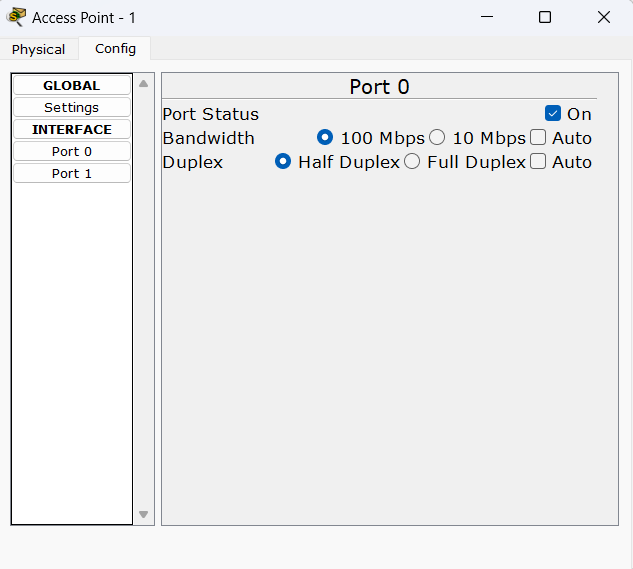 Access Point - 1
Physical Config
GLOBAL
Settings
INTERFACE
Port 0
Port 1
Port 0
Port Status On
Bandwidth 100 Mbps 10 Mbps Auto
Duplex Half Duplex Full Duplex Auto